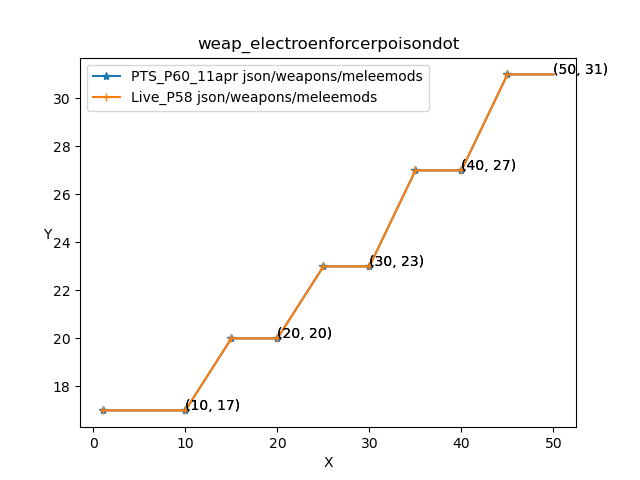 weap_electroenforcerpoisondot
PTS_P60_11apr json/weapons/meleemods
Live_P58 json/weapons/meleemods
(50, 31)
(40, 27)
(30, 23)
(20, 20)
(10, 17)
Y
30
28
26
24
22
20
18
0 10 20 30 40 50
X